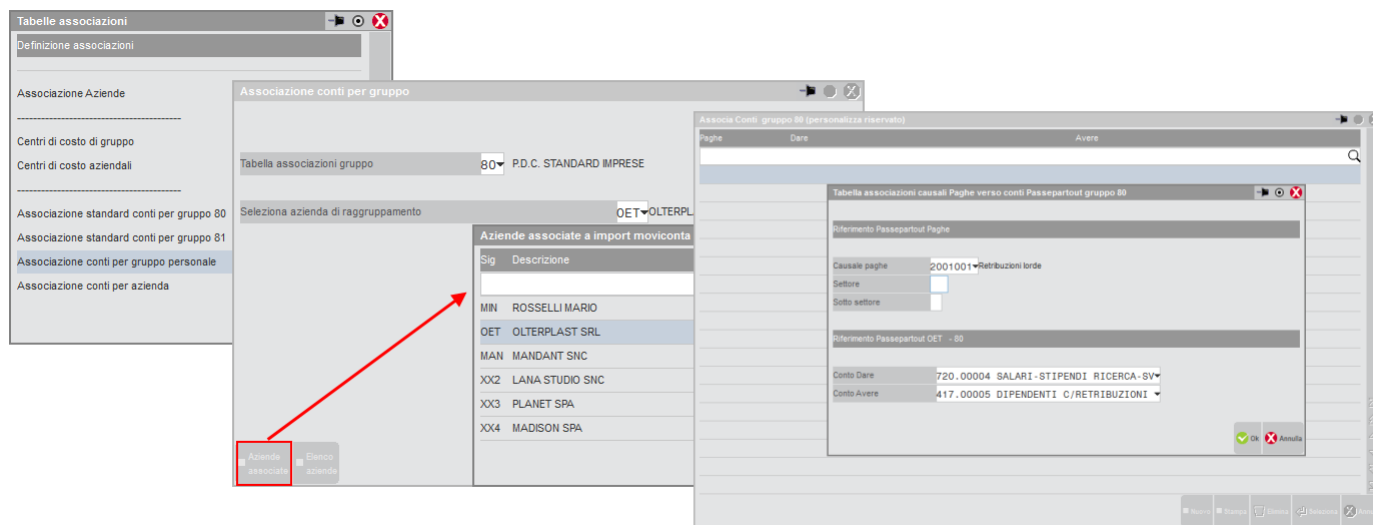 Tabelle associazioni
Definizione associazioni
Associazione Aziende
Centri di costo di gruppo
Centri di costo aziendali
Associazione standard conti per gruppo 80
Associazione standard conti per gruppo 81
Associazione conti per gruppo personale
Associazione conti per azienda
Associazione conti per gruppo
Tabella associazioni gruppo 80 P.D.C. STANDARD IMPRESE
Seleziona azienda di raggruppamento OET OLTERPL
Aziende associate a import moviconta
Sig Descrizione
MIN ROSSELLI MARIO
OET OLTERPLAST SRL
MAN MANDANT SNC
XX2 LANA STUDIO SNC
XX3 PLANET SPA
XX4 MADISON SPA
Aziende associate
Elenco aziende
Associa Conti gruppo 80 (personalizza riservato)
Paghe Dare Avere
Tabella associazioni causali Paghe verso conti Passepartout gruppo 80
Riferimento Passepartout Paghe
Causale paghe 2001001 Retribuzioni lorde
Settore
Sotto settore
Riferimento Passepartout OET - 80
Conto Dare 720.00004 SALARI-STIPENDI RICERCA-SV
Conto Avere 417.00005 DIPENDENTI C/RETRIBUZIONI
Ok Annulla
Stampa Elimina Seleziona